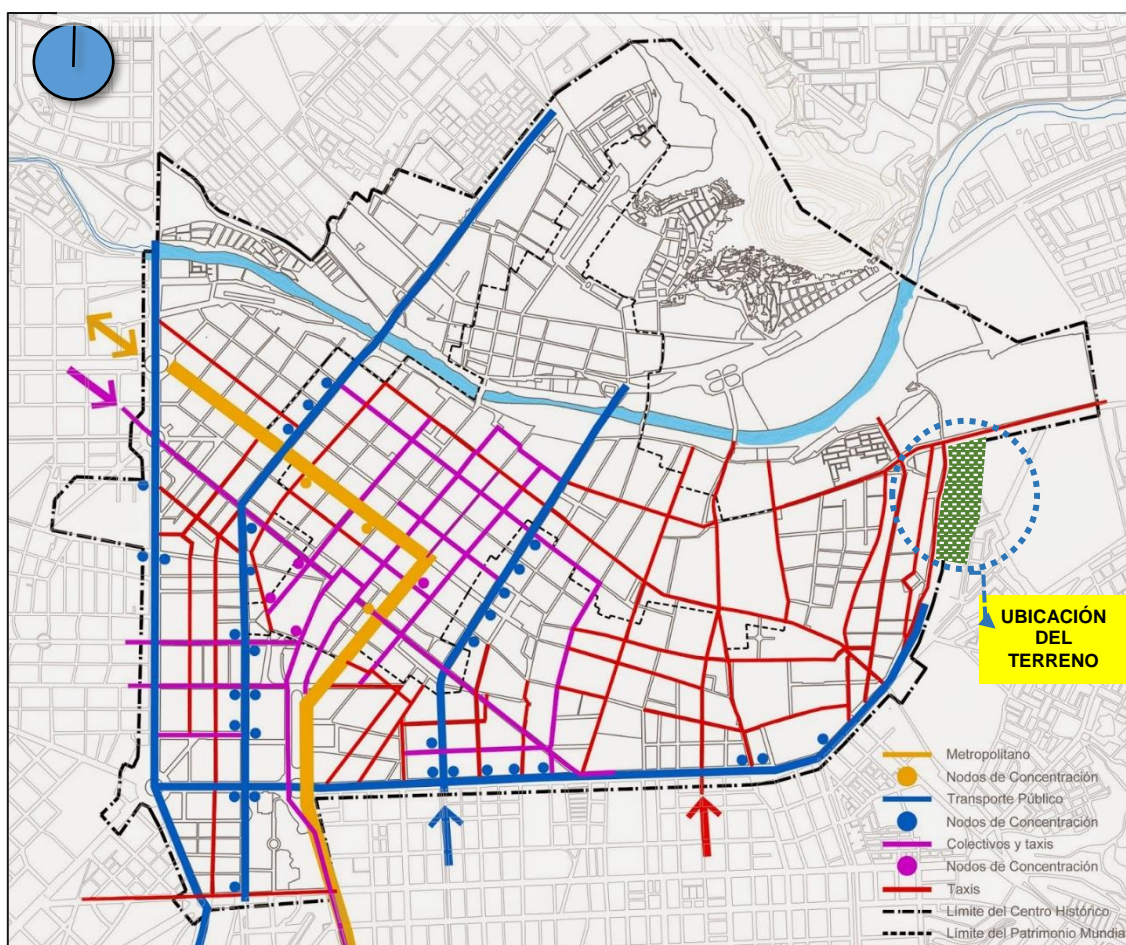 UBICACIÓN
DEL
TERRENO
Metropolitano
Nodos de Concentración
Transporte Público
Nodos de Concentración
Colectivos y taxis
Nodos de Concentración
Taxis
Límite del Centro Histórico
Límite del Patrimonio Mundia